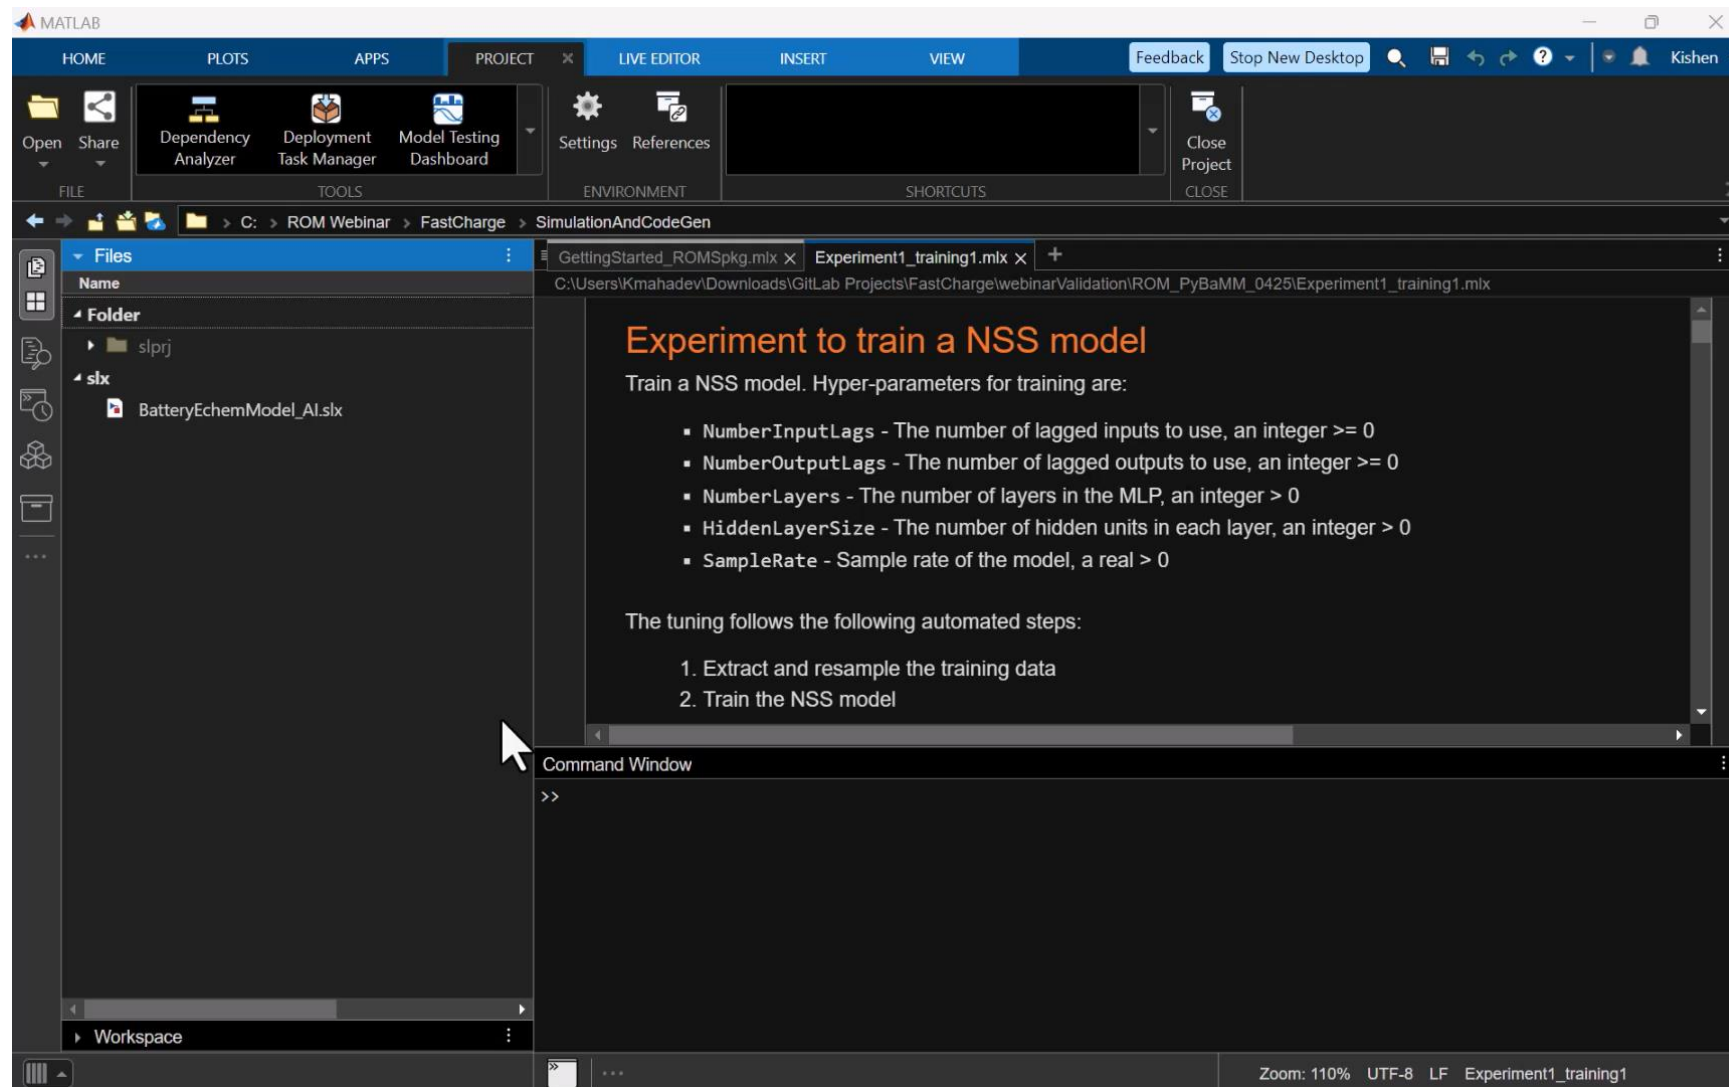 MATLAB
HOME PLOTS APPS PROJECT LIVE EDITOR INSERT VIEW Feedback Stop New Desktop Kishen
Open Share Dependency Analyzer Deployment Task Manager Model Testing Dashboard Settings References Close Project
FILE TOOLS ENVIRONMENT SHORTCUTS CLOSE
C: > ROM Webinar > FastCharge > SimulationAndCodeGen
Files
Name
Folder
slprj
slx
BatteryEchemModel_AI.slx
Workspace
GettingStarted_ROMSpkg.mlx Experiment1_training1.mlx
C:\Users\Kmahadev\Downloads\GitLab Projects\FastCharge\webinarValidation\ROM_PyBaMM_0425\Experiment1_training1.mlx
Experiment to train a NSS model
Train a NSS model. Hyper-parameters for training are:
▪ NumberInputLags - The number of lagged inputs to use, an integer >= 0
▪ NumberOutputLags - The number of lagged outputs to use, an integer >= 0
▪ NumberLayers - The number of layers in the MLP, an integer > 0
▪ HiddenLayerSize - The number of hidden units in each layer, an integer > 0
▪ SampleRate - Sample rate of the model, a real > 0
The tuning follows the following automated steps:
1. Extract and resample the training data
2. Train the NSS model
Command Window
>>
Zoom: 110% UTF-8 LF Experiment1_training1